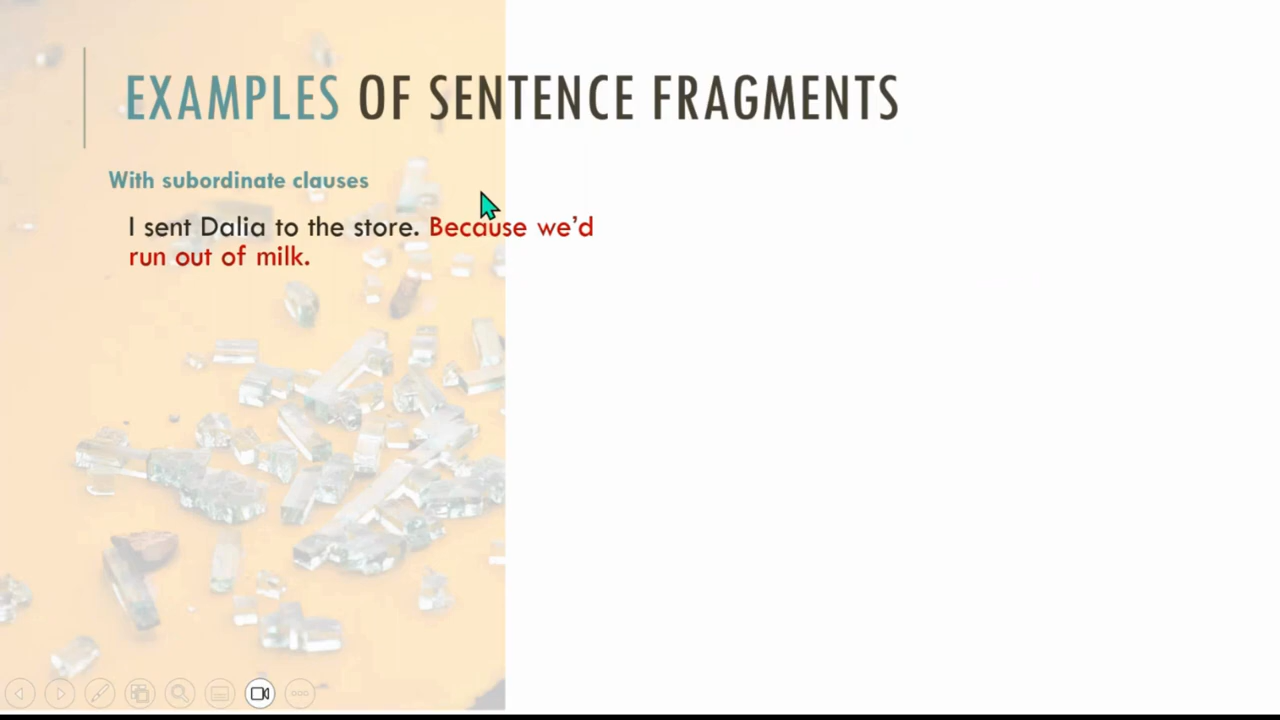 EXAMPLES OF SENTENCE FRAGMENTS
With subordinate clauses
I sent Dalia to the store. Because we’d
run out of milk.